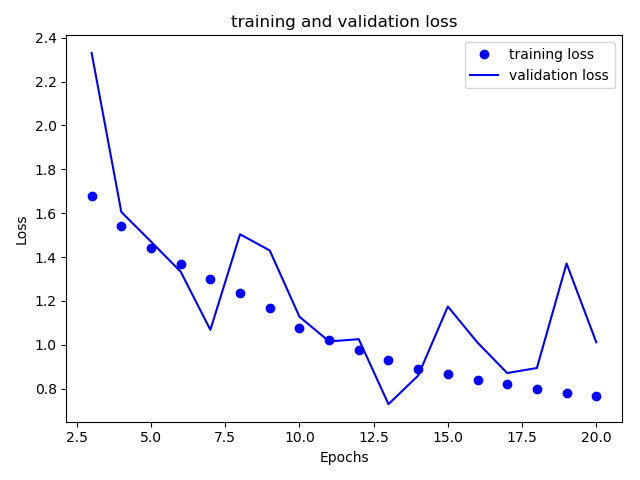 training and validation loss
training loss
validation loss
2.4
2.2
2.0
1.8
1.6
1.4
1.2
1.0
0.8
Loss
2.5 5.0 7.5 10.0 12.5 15.0 17.5 20.0
Epochs